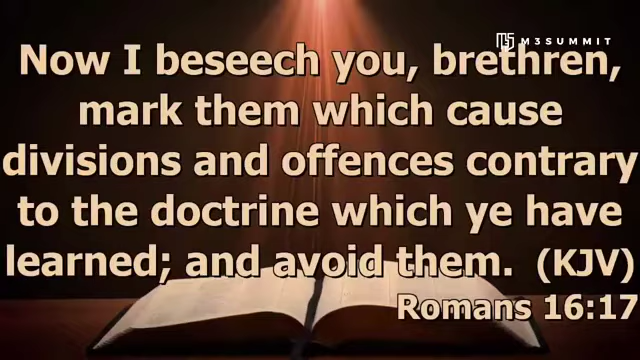 M3SUMMIT
Now I beseech you, brethren,
mark them which cause
divisions and offences contrary
to the doctrine which ye have
learned; and avoid them. (KJV)
Romans 16:17